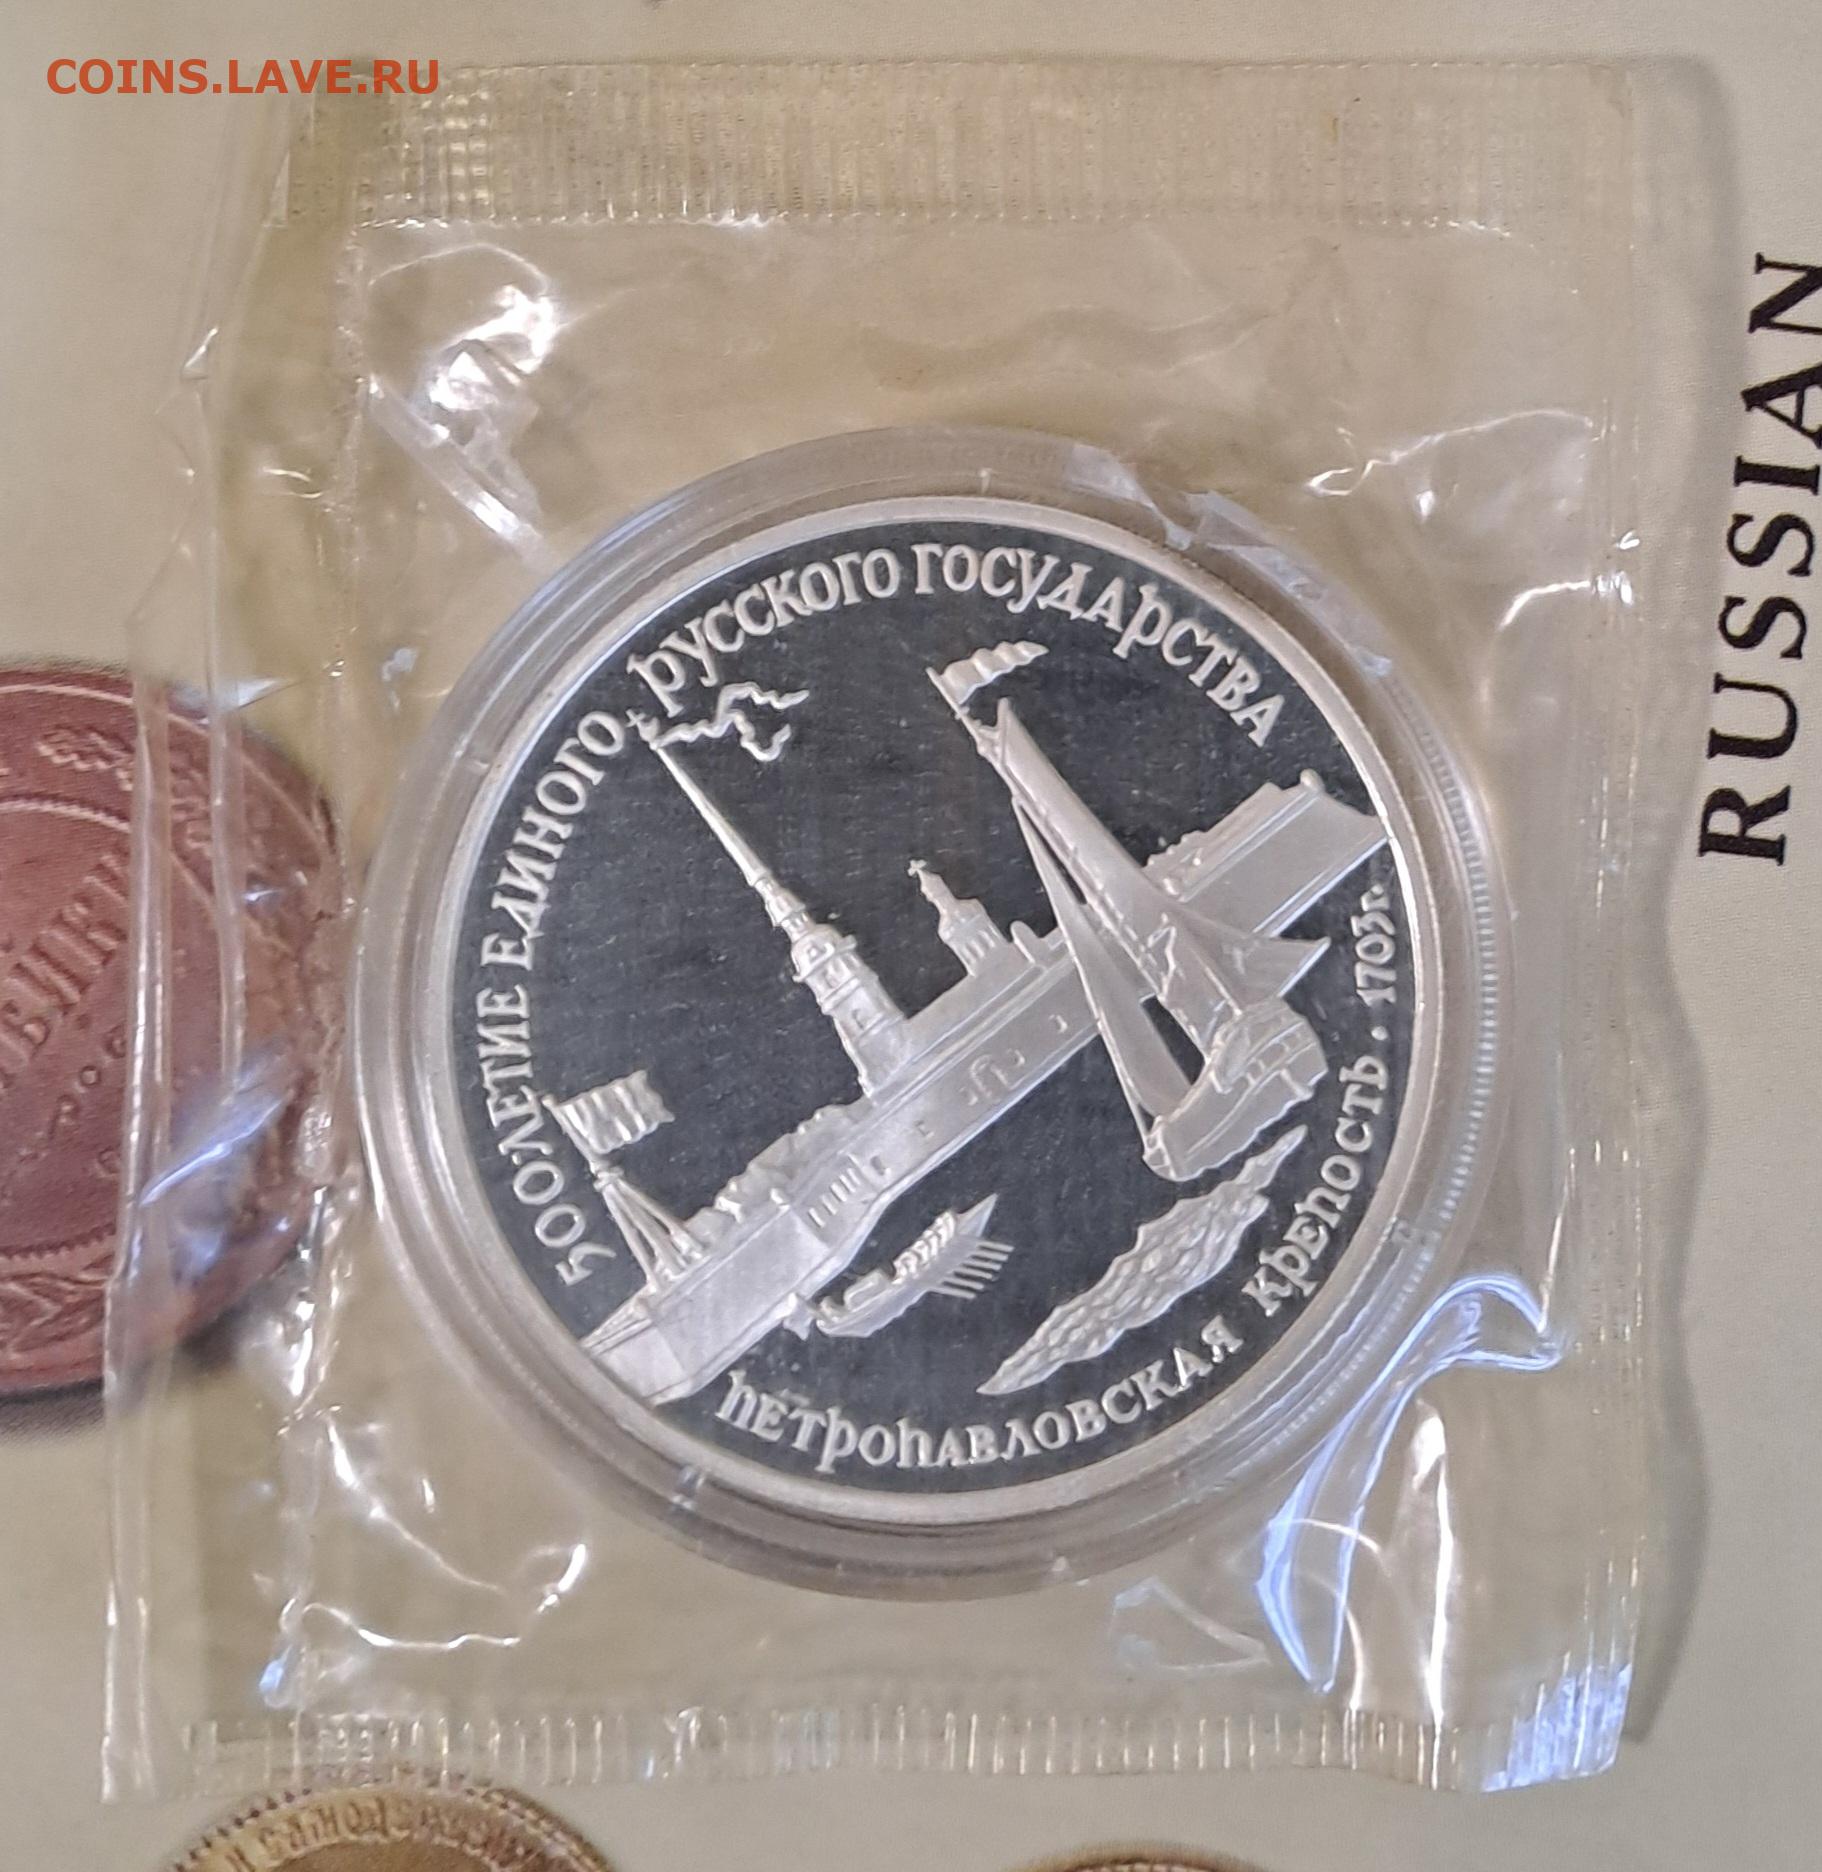 COINS.LAVE.RU
500ЛЕТИЕ ЕДИНОГО РУССКОГО ГОСУДАРСТВА
ПЕТРОПАВЛОВСКАЯ КРЕПОСТЬ • 1703г.
RUSSIAN